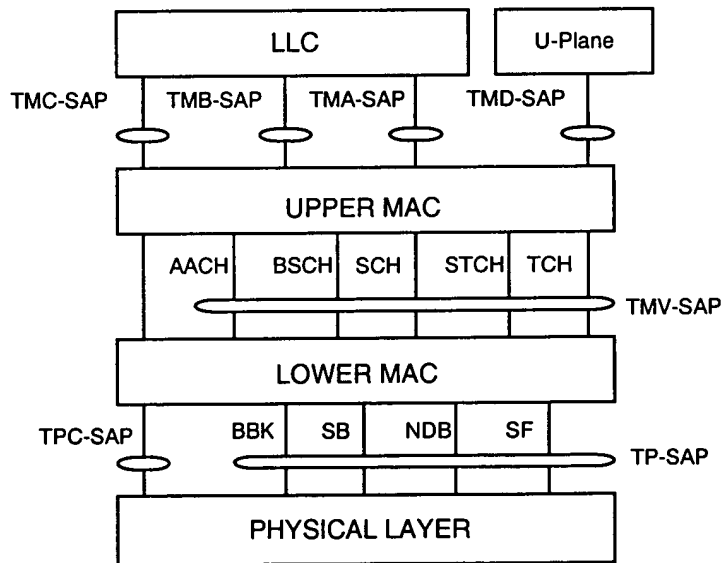 LLC
U-Plane
TMC-SAP
TMB-SAP
TMA-SAP
TMD-SAP
UPPER MAC
AACH
BSCH
SCH
STCH
TCH
TMV-SAP
LOWER MAC
TPC-SAP
BBK
SB
NDB
SF
TP-SAP
PHYSICAL LAYER